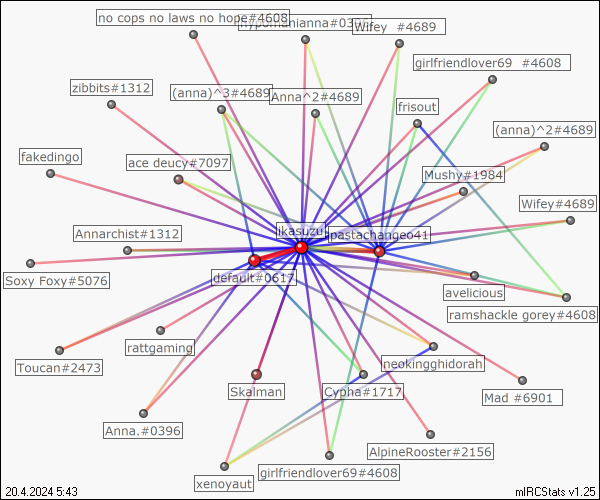 no cops no laws no hope#4608
Wifey  #4689
girlfriendlover69  #4608
zibbits#1312
(anna)^3#4689
Anna^2#4689
frisout
(anna)^2#4689
fakedingo
ace deucy#7097
Mushy#1984
Wifey#4689
Annarchist#1312
ikasuzu
pastachange041
Soxy Foxy#5076
default#0617
avelicious
ramshackle gorey#4608
rattgaming
Toucan#2473
neokingghidorah
Skalman
Cypha#1717
Mad #6901
Anna.#0396
AlpineRooster#2156
xenoyaut
girlfriendlover69#4608
20.4.2024 5:43
mIRCStats v1.25